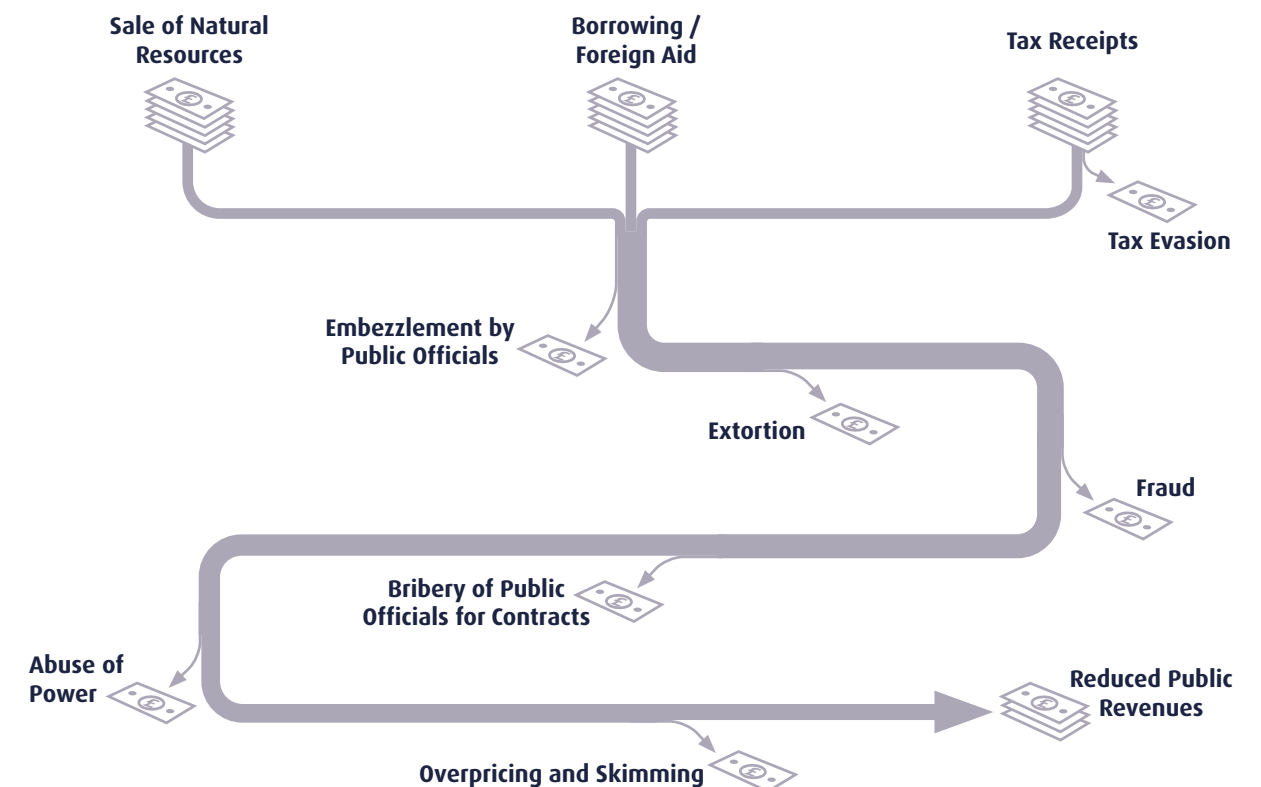 Sale of Natural
Resources
Borrowing /
Foreign Aid
Tax Receipts
£
£
£
£
Tax Evasion
Embezzlement by
Public Officials
£
£
Extortion
Fraud
£
Bribery of Public
Officials for Contracts
£
Abuse of
Power
£
Reduced Public
Revenues
£
Overpricing and Skimming
£